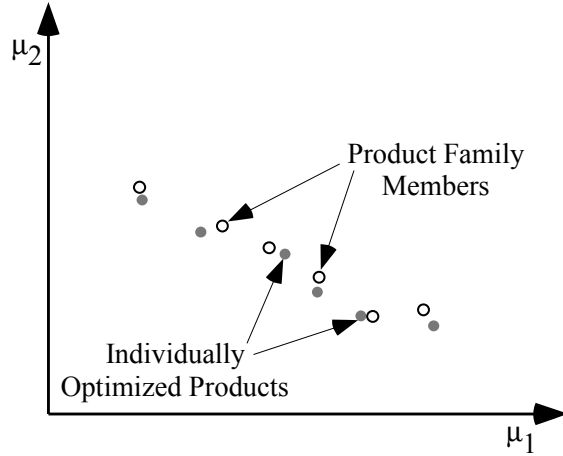 μ2
Product Family
Members
Individually
Optimized Products
μ1